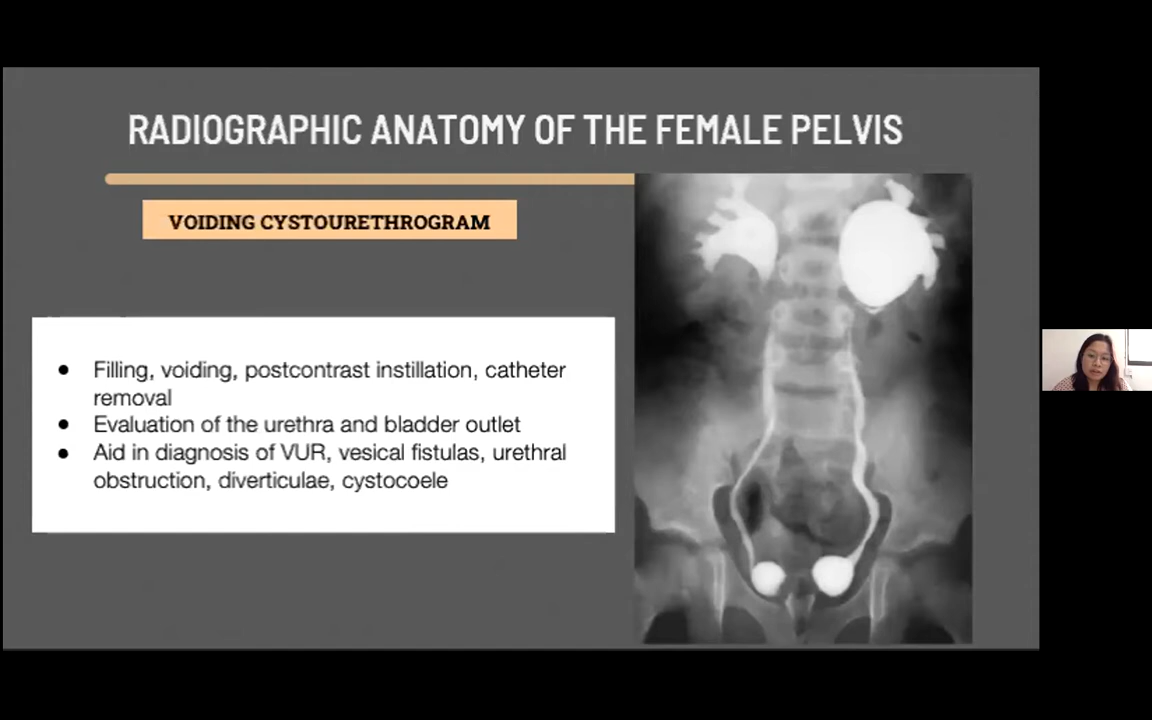 RADIOGRAPHIC ANATOMY OF THE FEMALE PELVIS
VOIDING CYSTOURETHROGRAM
● Filling, voiding, postcontrast instillation, catheter
removal
● Evaluation of the urethra and bladder outlet
● Aid in diagnosis of VUR, vesical fistulas, urethral
obstruction, diverticulae, cystocoele